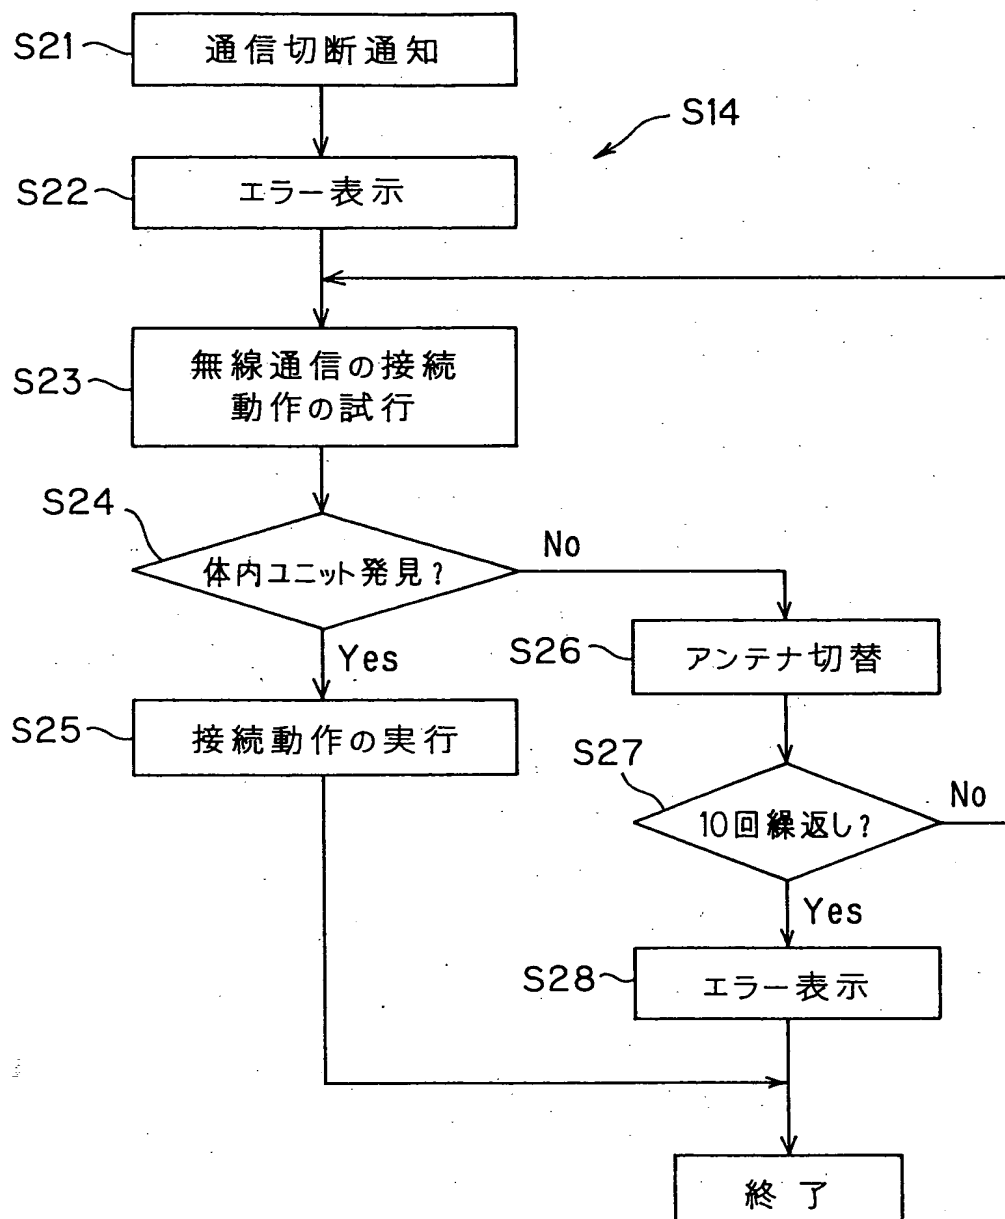 S21
通信切断通知
S14
S22
エラー表示
S23
無線通信の接続
動作の試行
S24
体内ユニット発見?
No
Yes
S26
アンテナ切替
S25
接続動作の実行
S27
10回繰返し?
No
Yes
S28
エラー表示
終了